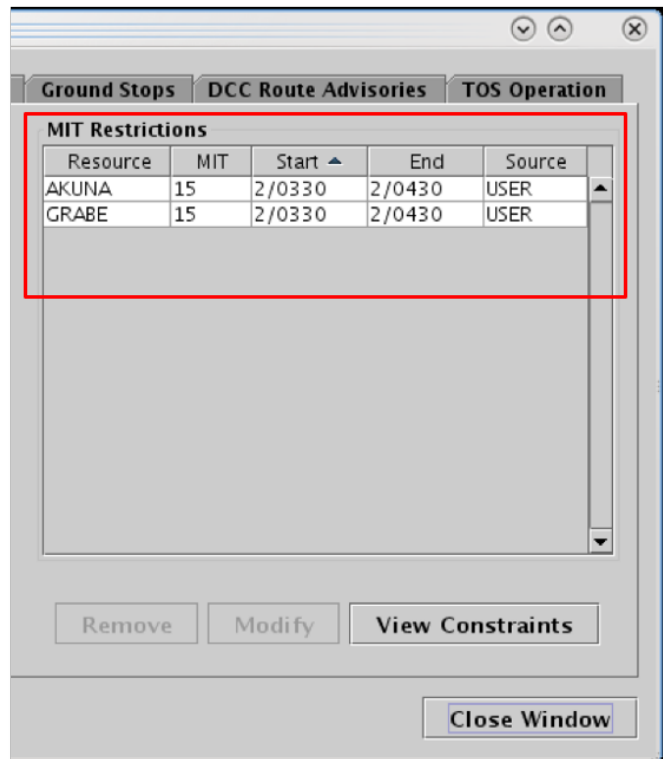 Ground Stops DCC Route Advisories TOS Operation
MIT Restrictions
Resource MIT Start End Source
AKUNA 15 2/0330 2/0430 USER
GRABE 15 2/0330 2/0430 USER
Remove Modify View Constraints
Close Window